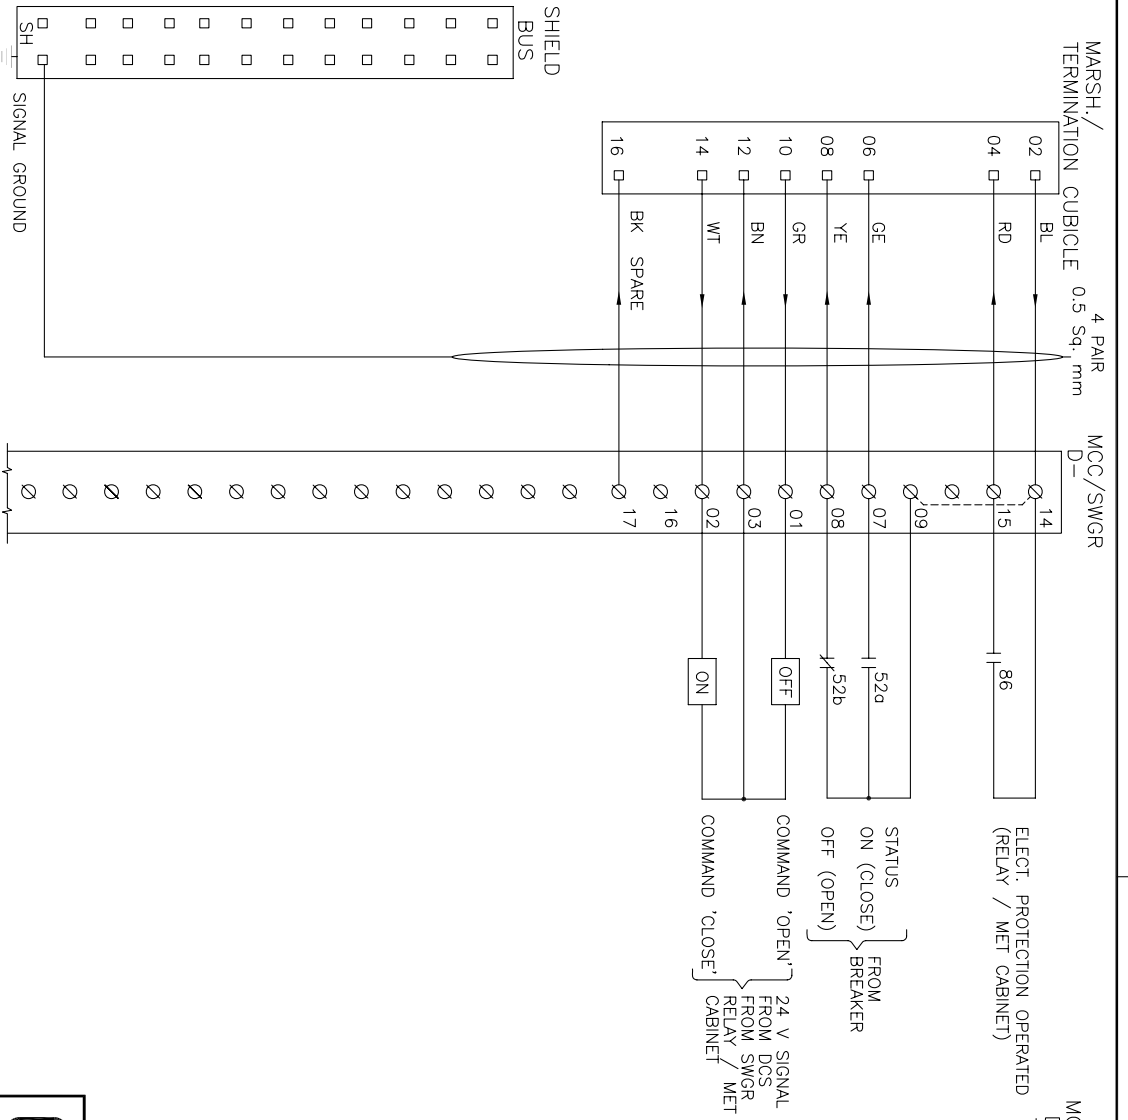 MARSH./
TERMINATION CUBICLE
4 PAIR
0.5 Sq. mm
MCC/SWGR
D-
02
BL
14
04
RD
15
86
ELECT. PROTECTION OPERATED
(RELAY / MET CABINET)
09
06
GE
07
52a
08
YE
08
52b
STATUS
ON (CLOSE)
OFF (OPEN)
FROM
BREAKER
10
GR
01
OFF
COMMAND 'OPEN'
12
BN
03
14
WT
02
ON
COMMAND 'CLOSE'
24 V SIGNAL
FROM DCS
FROM SWGR
RELAY / MET
CABINET
16
16
BK SPARE
17
SHIELD
BUS
SH
SIGNAL GROUND